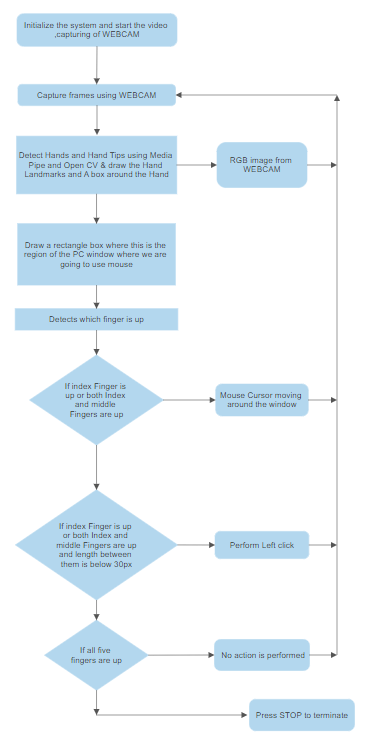 Initialize the system and start the video
,capturing of WEBCAM
Capture frames using WEBCAM
Detect Hands and Hand Tips using Media
Pipe and Open CV & draw the Hand
Landmarks and A box around the Hand
RGB image from
WEBCAM
Draw a rectangle box where this is the
region of the PC window where we are
going to use mouse
Detects which finger is up
If index Finger is
up or both Index
and middle
Fingers are up
Mouse Cursor moving
around the window
If index Finger is up
or both Index and
middle Fingers are up
and length between
them is below 30px
Perform Left click
If all five
fingers are up
No action is performed
Press STOP to terminate